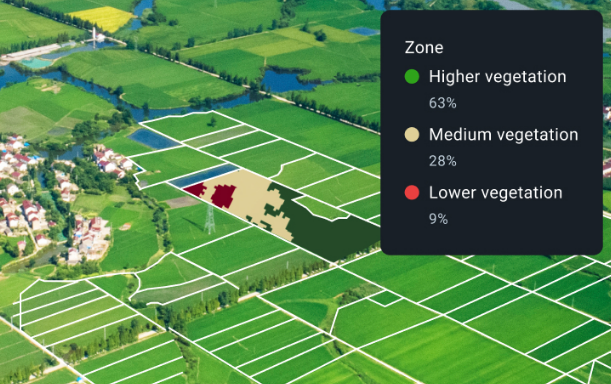 Zone
Higher vegetation
63%
Medium vegetation
28%
Lower vegetation
9%